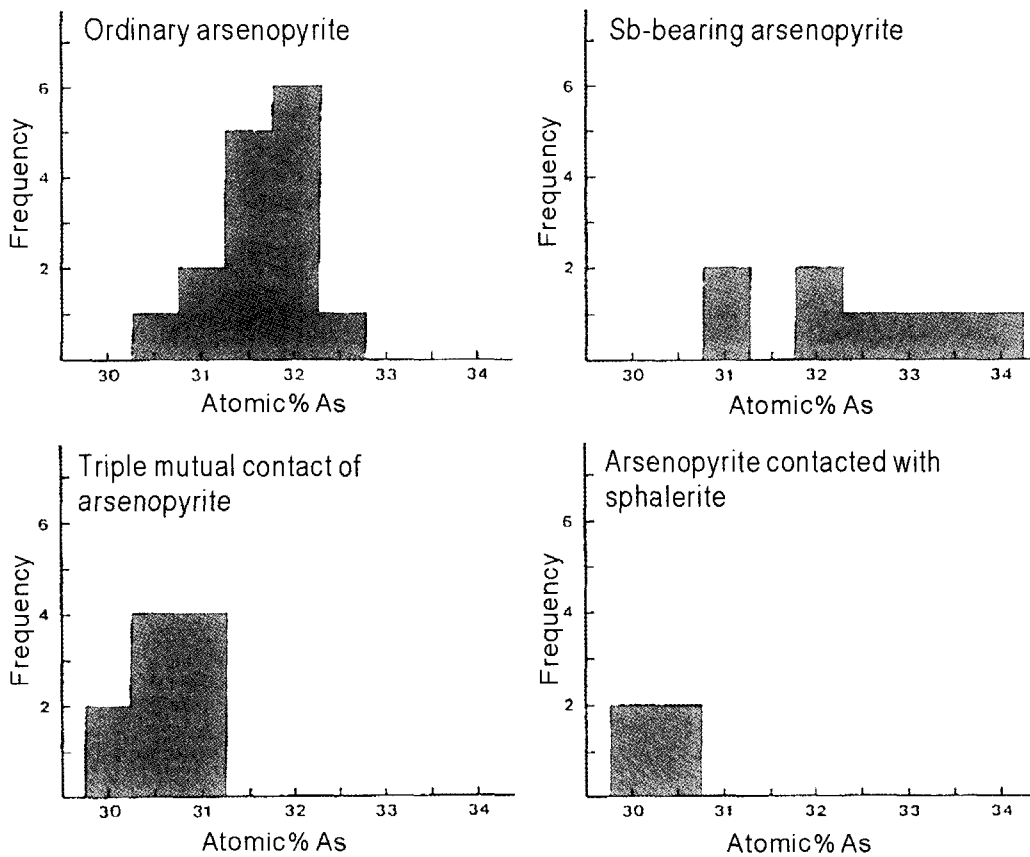 Ordinary arsenopyrite
Frequency
6
4
2
30 31 32 33 34
Atomic% As
Sb-bearing arsenopyrite
Frequency
6
4
2
30 31 32 33 34
Atomic% As
Triple mutual contact of
arsenopyrite
Frequency
6
4
2
30 31 32 33 34
Atomic% As
Arsenopyrite contacted with
sphalerite
Frequency
6
4
2
30 31 32 33 34
Atomic% As